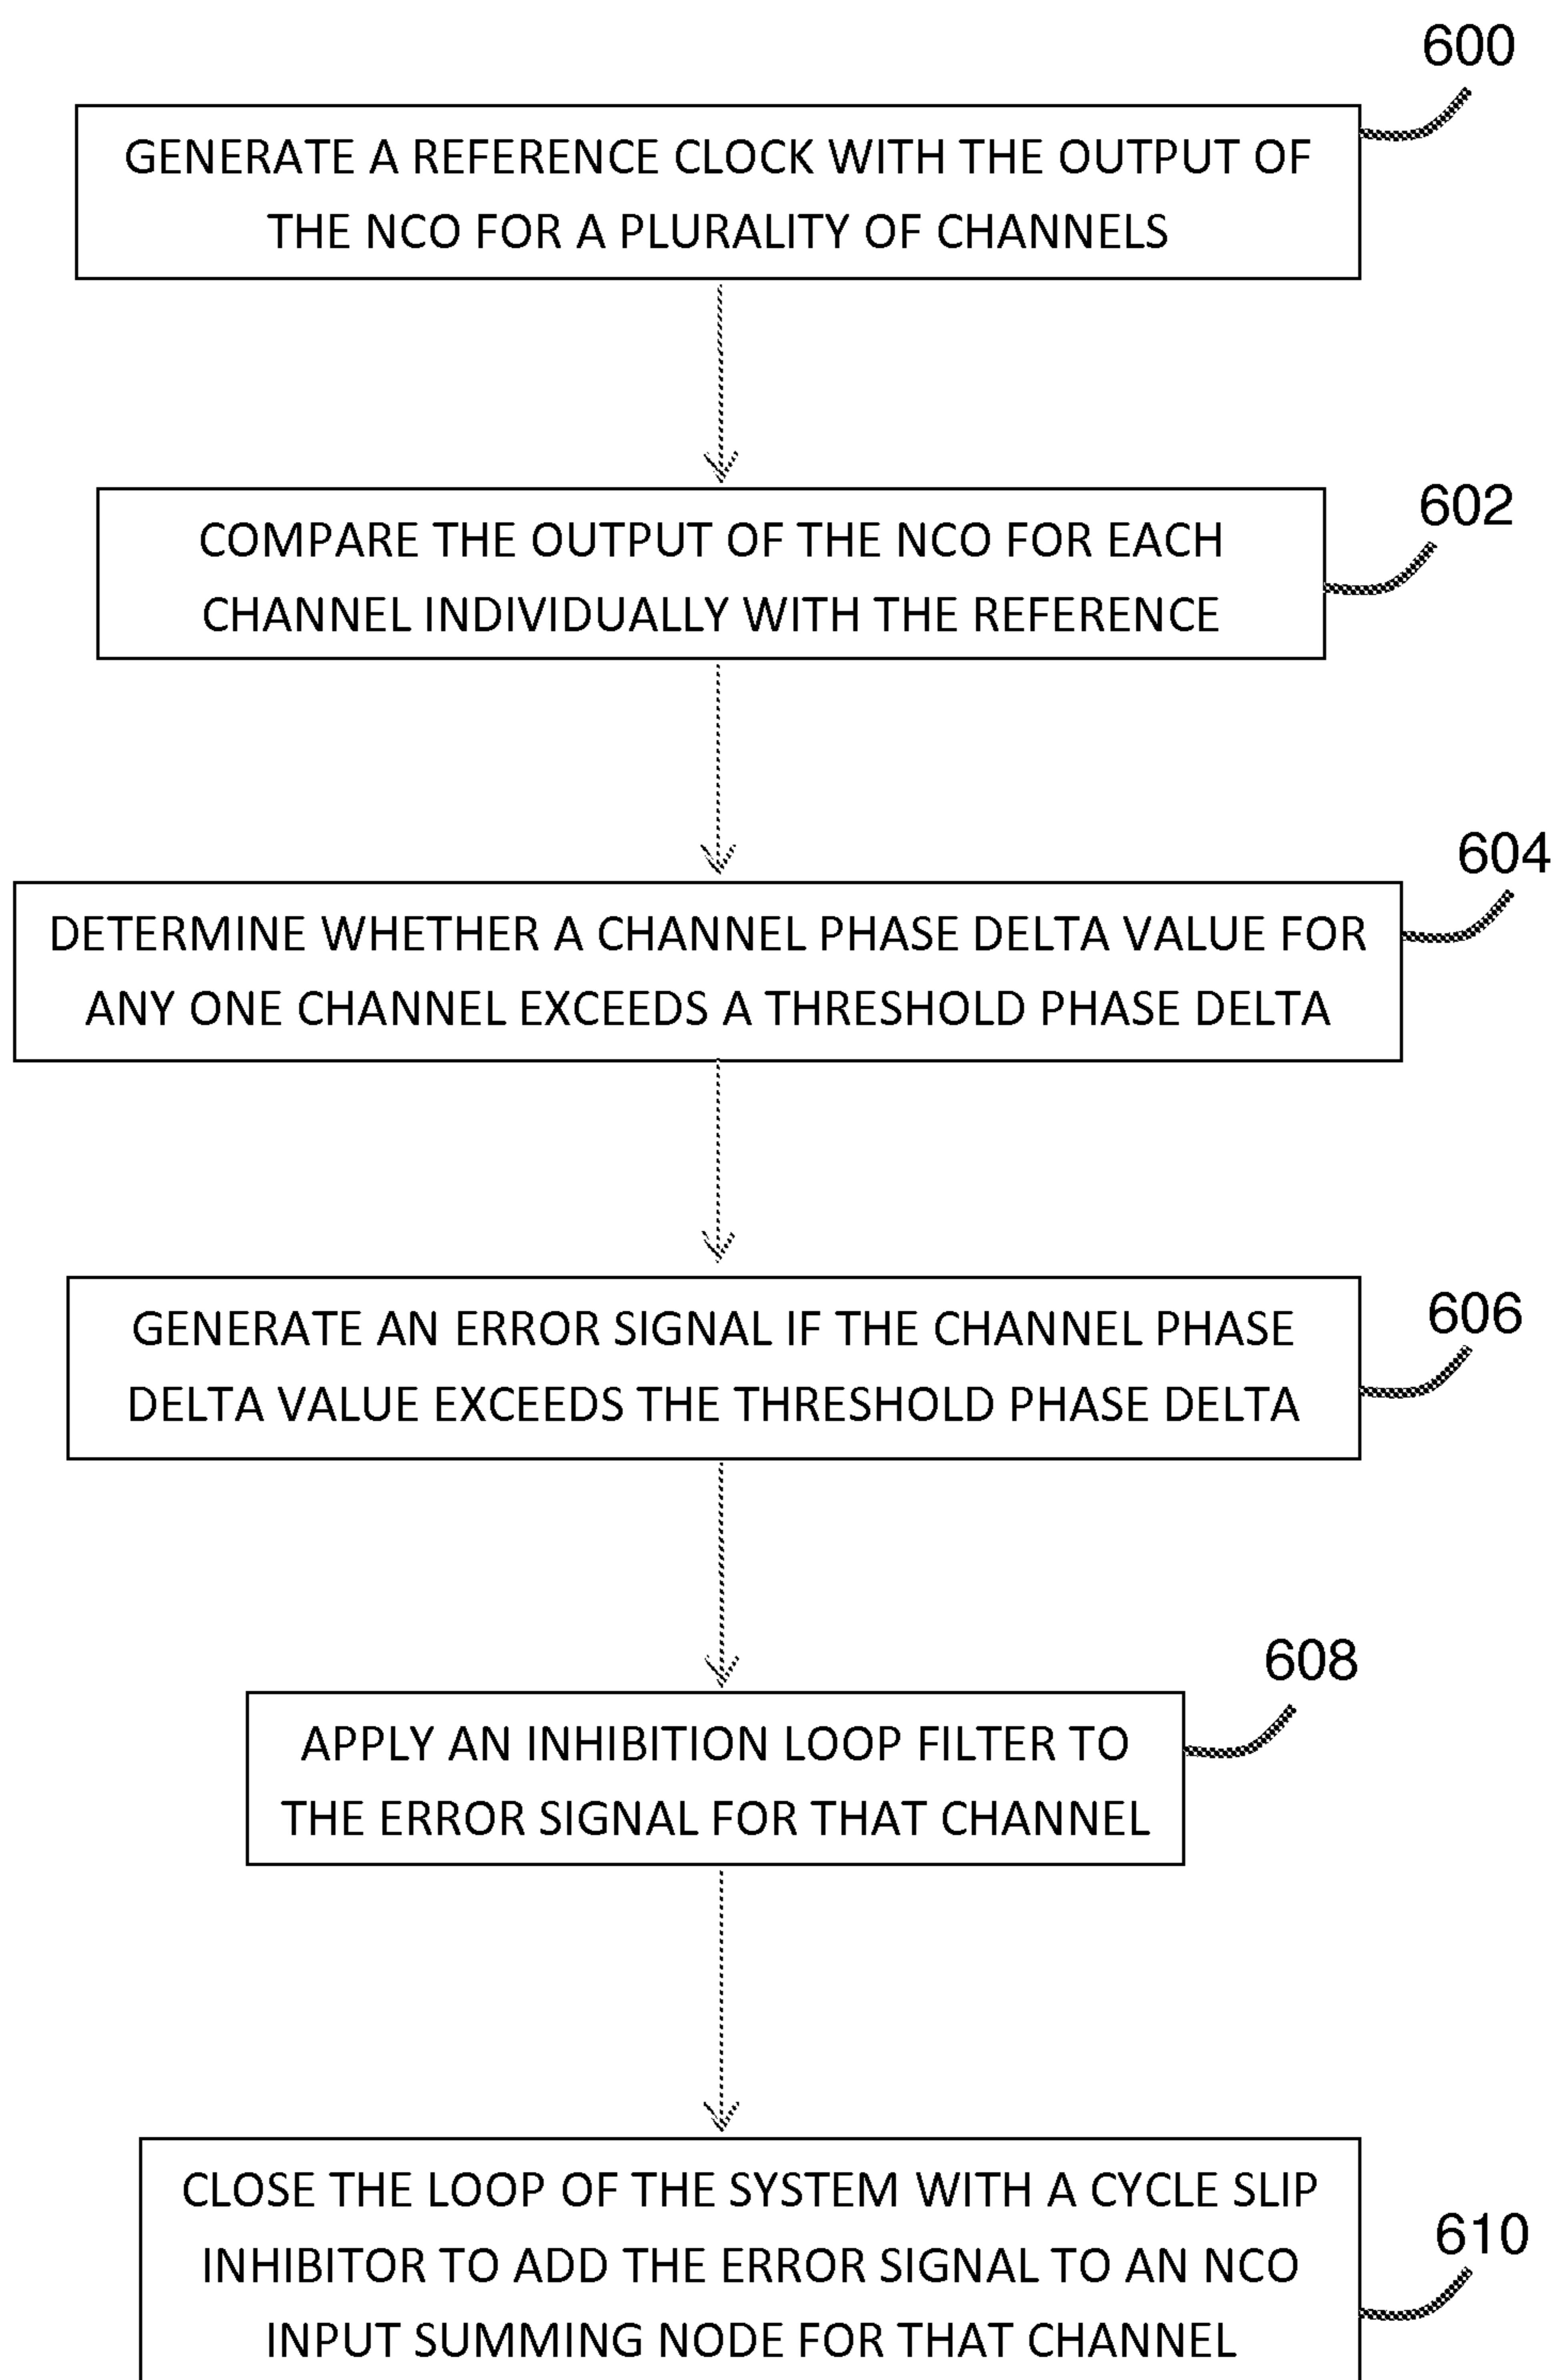 600
GENERATE A REFERENCE CLOCK WITH THE OUTPUT OF
THE NCO FOR A PLURALITY OF CHANNELS
602
COMPARE THE OUTPUT OF THE NCO FOR EACH
CHANNEL INDIVIDUALLY WITH THE REFERENCE
604
DETERMINE WHETHER A CHANNEL PHASE DELTA VALUE FOR
ANY ONE CHANNEL EXCEEDS A THRESHOLD PHASE DELTA
606
GENERATE AN ERROR SIGNAL IF THE CHANNEL PHASE
DELTA VALUE EXCEEDS THE THRESHOLD PHASE DELTA
608
APPLY AN INHIBITION LOOP FILTER TO
THE ERROR SIGNAL FOR THAT CHANNEL
610
CLOSE THE LOOP OF THE SYSTEM WITH A CYCLE SLIP
INHIBITOR TO ADD THE ERROR SIGNAL TO AN NCO
INPUT SUMMING NODE FOR THAT CHANNEL